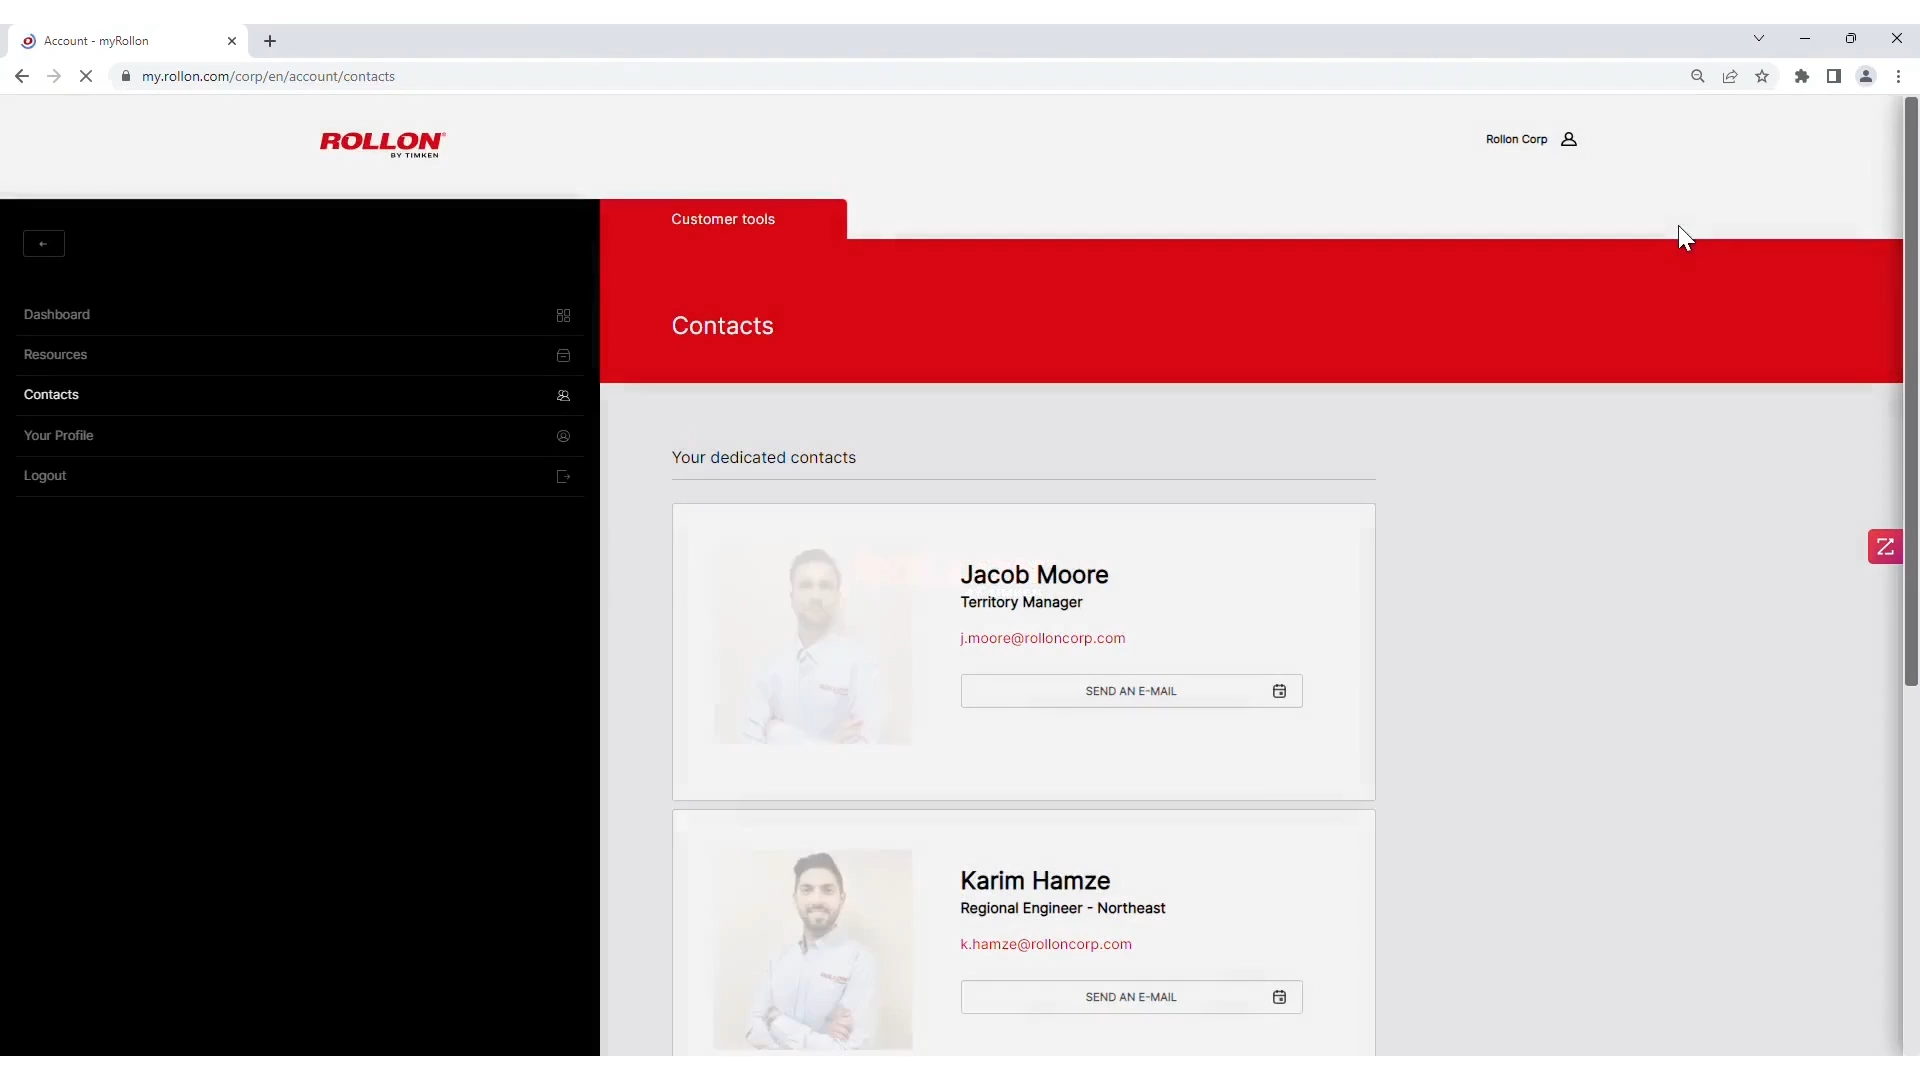 Account - myRollon
my.rollon.com/corp/en/account/contacts
ROLLON
BY TIMKEN
Rollon Corp
Customer tools
Contacts
Dashboard
Resources
Contacts
Your Profile
Logout
Your dedicated contacts
Jacob Moore
Territory Manager
j.moore@rolloncorp.com
SEND AN E-MAIL
Karim Hamze
Regional Engineer - Northeast
k.hamze@rolloncorp.com
SEND AN E-MAIL